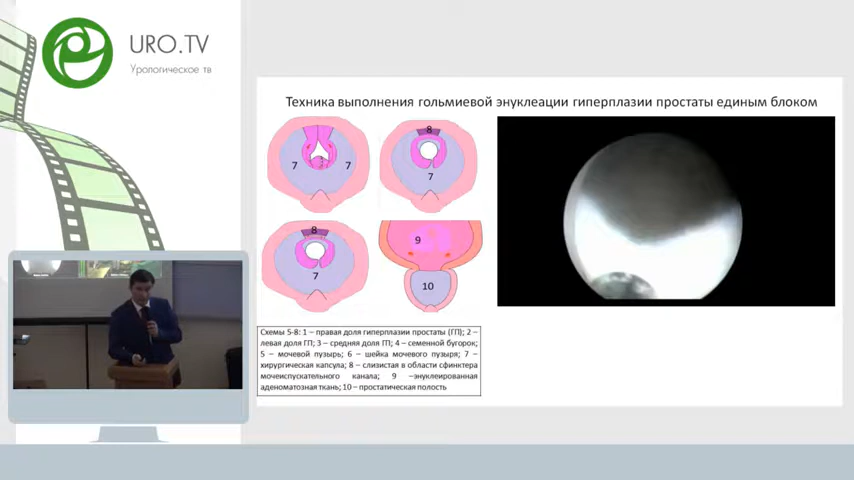 URO.TV
Урологическое тв
Техника выполнения гольмиевой энуклеации гиперплазии простаты единым блоком
7 7
8
7
8
7
9
10
Схемы 5-8: 1 – правая доля гиперплазии простаты (ГП); 2 –
левая доля ГП; 3 – средняя доля ГП; 4 – семенной бугорок;
5 – мочевой пузырь; 6 – шейка мочевого пузыря; 7 –
хирургическая капсула; 8 – слизистая в области сфинктера
мочеиспускательного канала; 9 –энуклеированная
аденоматозная ткань; 10 – простатическая полость